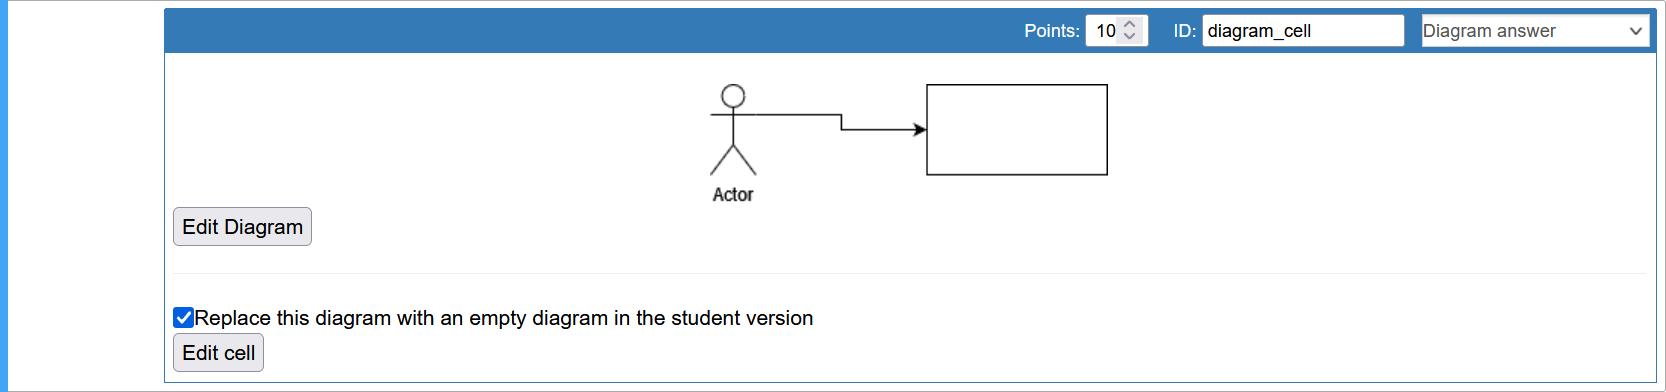 Points: 10 ID: diagram_cell Diagram answer
Actor
Edit Diagram
Replace this diagram with an empty diagram in the student version
Edit cell